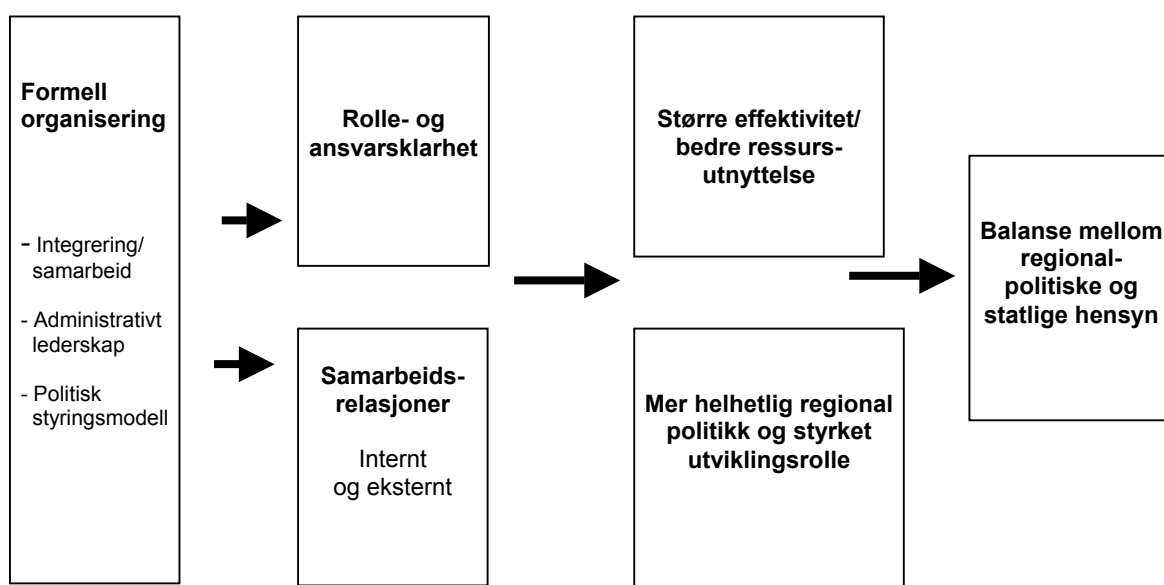 Formell
organisering
- Integrering/
samarbeid
- Administrativt
lederskap
- Politisk
styringsmodell
Rolle- og
ansvarsklarhet
Samarbeids-
relasjoner
Internt
og eksternt
Større effektivitet/
bedre ressurs-
utnyttelse
Mer helhetlig regional
politikk og styrket
utviklingsrolle
Balanse mellom
regional-
politiske og
statlige hensyn